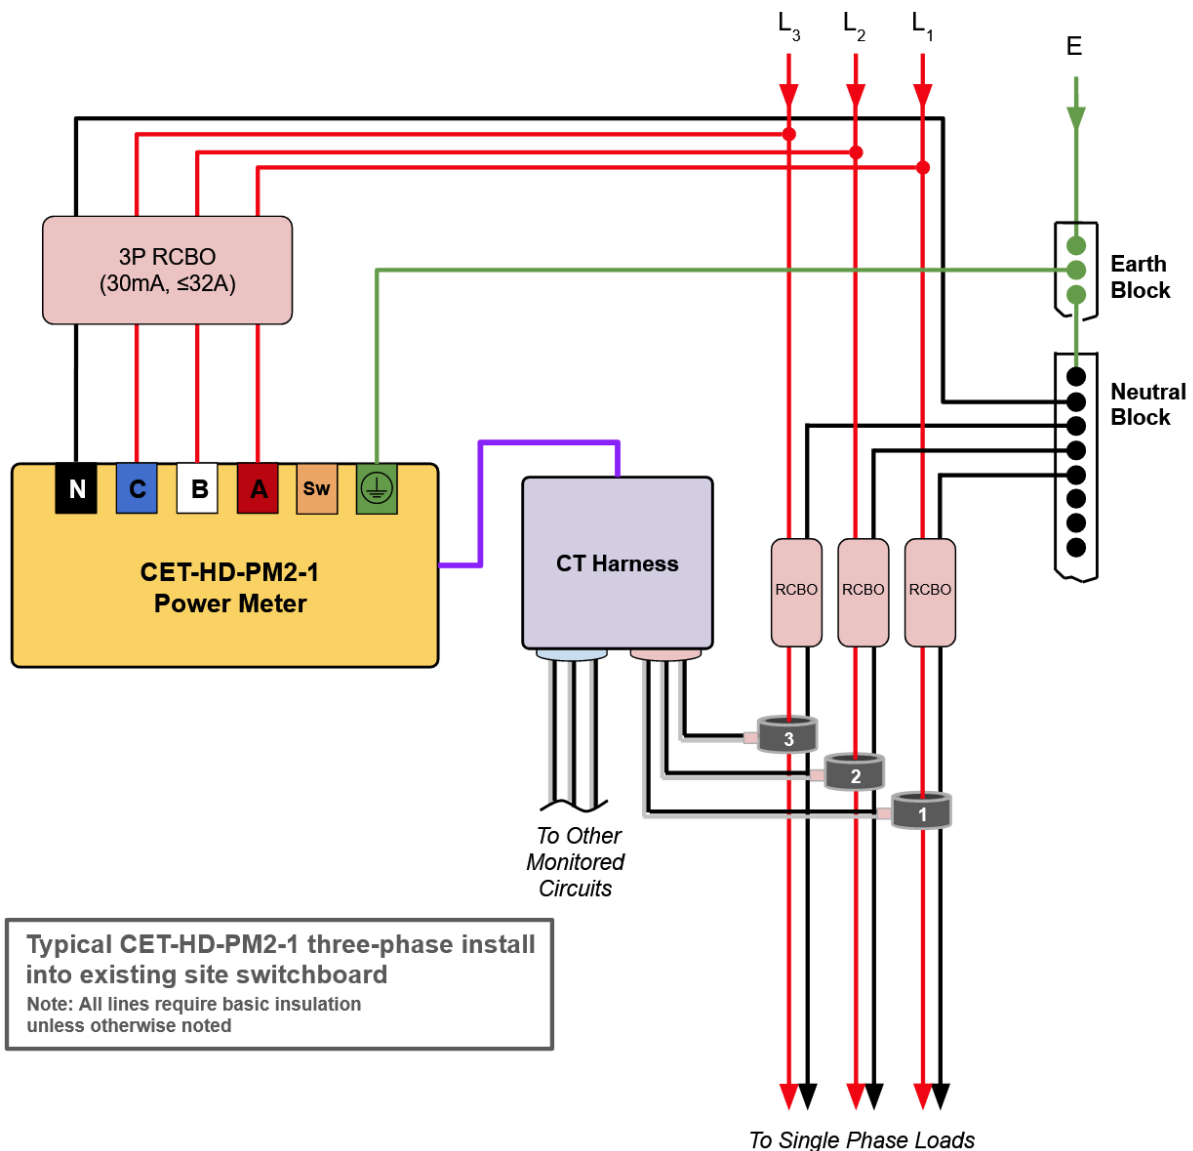 L3
L2
L1
E
3P RCBO
(30mA, ≤32A)
Earth
Block
Neutral
Block
N
C
B
A
Sw
CET-HD-PM2-1
Power Meter
CT Harness
RCBO
RCBO
RCBO
3
2
1
To Other
Monitored
Circuits
Typical CET-HD-PM2-1 three-phase install
into existing site switchboard
Note: All lines require basic insulation
unless otherwise noted
To Single Phase Loads